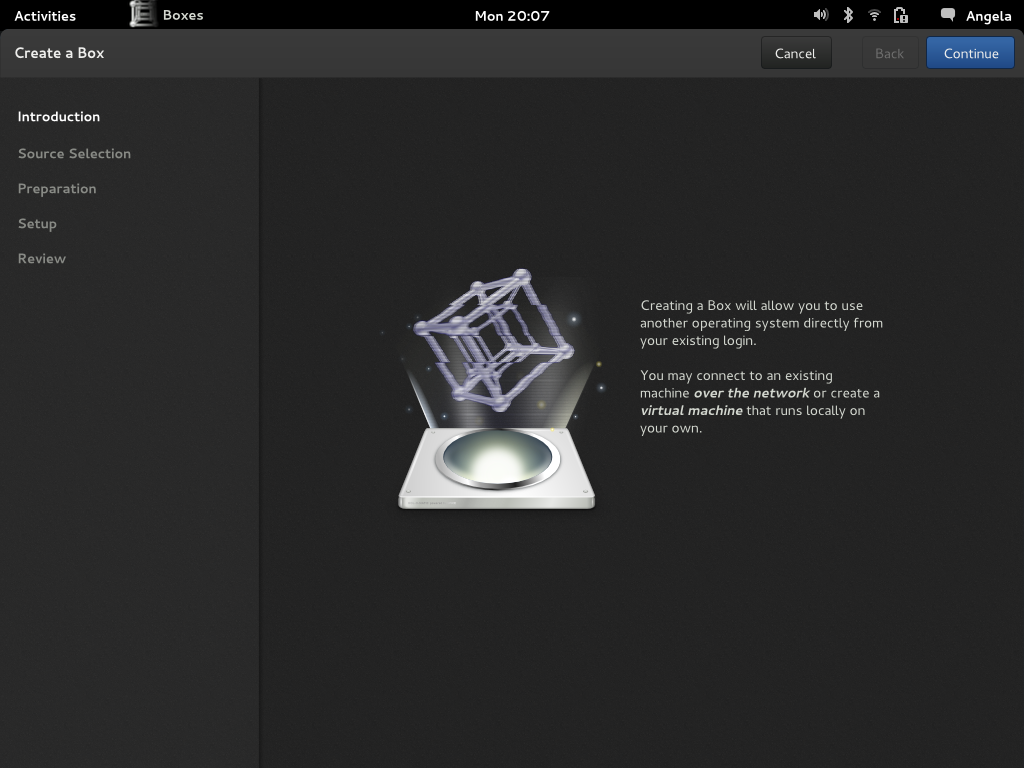 Activities Boxes Mon 20:07 Angela
Create a Box Cancel Back Continue
Introduction
Source Selection
Preparation
Setup
Review
Creating a Box will allow you to use
another operating system directly from
your existing login.
You may connect to an existing
machine over the network or create a
virtual machine that runs locally on
your own.